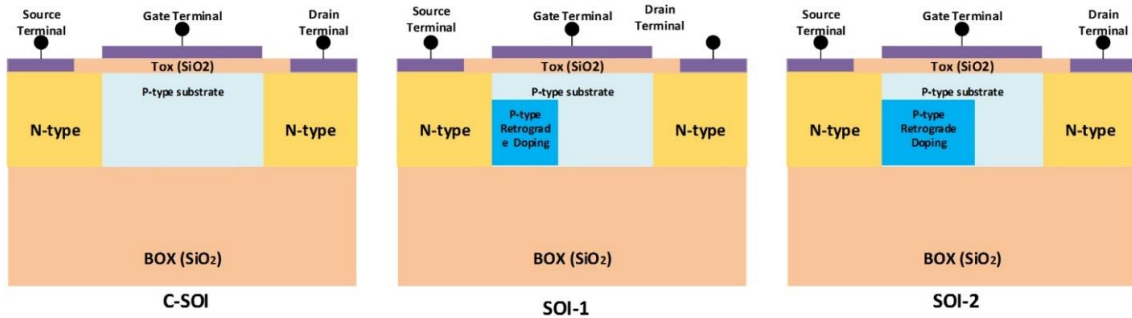 Source
Terminal
Gate Terminal
Drain
Terminal
Tox (SiO2)
P-type substrate
N-type
N-type
BOX (SiO₂)
C-SOI
Source
Terminal
Gate Terminal
Drain
Terminal
Tox (SiO2)
P-type substrate
P-type
Retrograd
e Doping
N-type
N-type
BOX (SiO₂)
SOI-1
Source
Terminal
Gate Terminal
Drain
Terminal
Tox (SiO2)
P-type substrate
P-type
Retrograde
Doping
N-type
N-type
BOX (SiO₂)
SOI-2